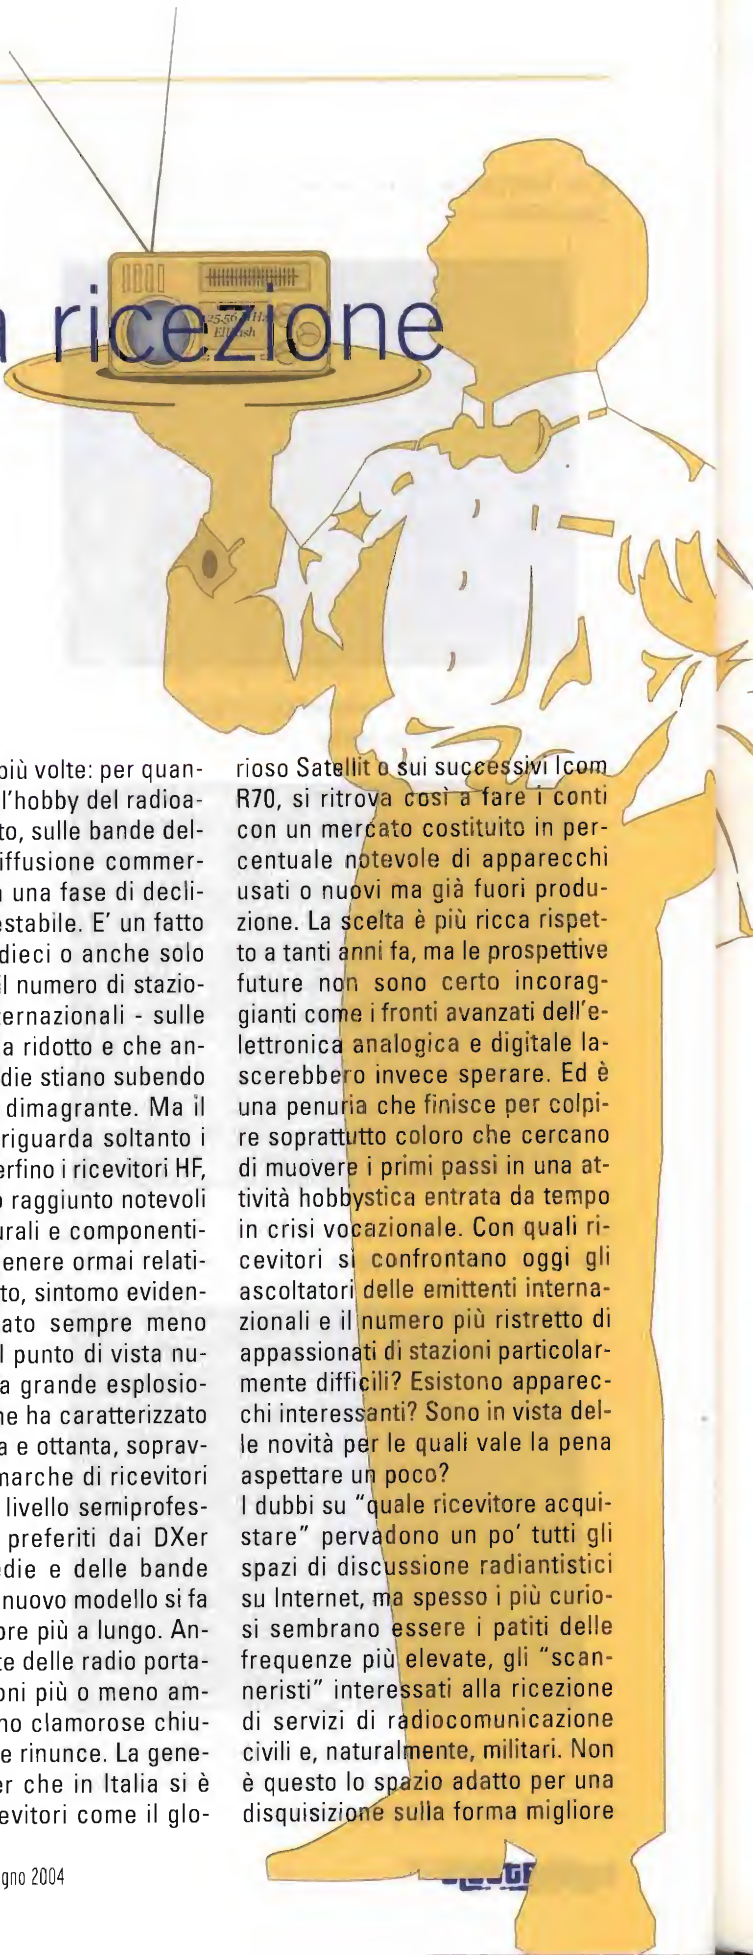 a ricezione
25-56 MHz
Elflash
più volte: per quan-
l'hobby del radioa-
to, sulle bande del-
iffusione commer-
una fase di decli-
estabile. E' un fatto
dieci o anche solo
il numero di stazio-
ternazionali - sulle
a ridotto e che an-
die stiano subendo
dimagrante. Ma il
riguarda soltanto i
erfino i ricevitori HF,
o raggiunto notevoli
urali e componenti-
enere ormai relati-
to, sintomo eviden-
ato sempre meno
l punto di vista nu-
a grande esplosio-
ne ha caratterizzato
a e ottanta, soprav-
marche di ricevitori
livello semiprofes-
preferiti dai DXer
edie e delle bande
nuovo modello si fa
ore più a lungo. An-
te delle radio porta-
oni più o meno am-
no clamorose chiu-
e rinunce. La gene-
er che in Italia si è
evitori come il glo-
rioso Satellit o sui successivi Icom
R70, si ritrova così a fare i conti
con un mercato costituito in per-
centuale notevole di apparecchi
usati o nuovi ma già fuori produ-
zione. La scelta è più ricca rispet-
to a tanti anni fa, ma le prospettive
future non sono certo incorag-
gianti come i fronti avanzati dell'e-
lettronica analogica e digitale la-
scerebbero invece sperare. Ed è
una penuria che finisce per colpi-
re soprattutto coloro che cercano
di muovere i primi passi in una at-
tività hobbystica entrata da tempo
in crisi vocazionale. Con quali ri-
cevitori si confrontano oggi gli
ascoltatori delle emittenti interna-
zionali e il numero più ristretto di
appassionati di stazioni particolar-
mente difficili? Esistono apparec-
chi interessanti? Sono in vista del-
le novità per le quali vale la pena
aspettare un poco?
I dubbi su "quale ricevitore acqui-
stare" pervadono un po' tutti gli
spazi di discussione radiantistici
su Internet, ma spesso i più curio-
si sembrano essere i patiti delle
frequenze più elevate, gli "scan-
neristi" interessati alla ricezione
di servizi di radiocomunicazione
civili e, naturalmente, militari. Non
è questo lo spazio adatto per una
disquisizione sulla forma migliore
gno 2004